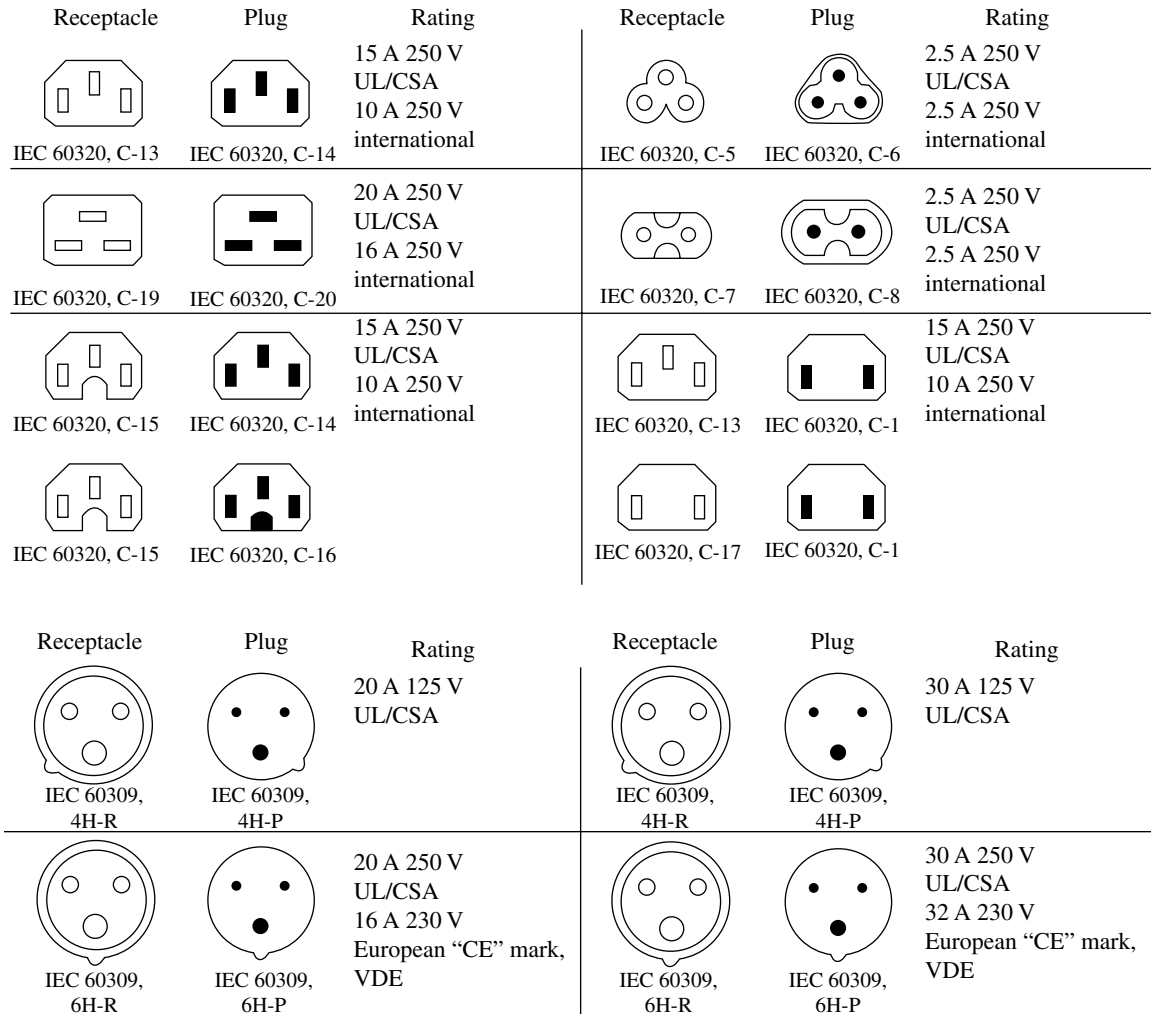 Receptacle Plug Rating
15 A 250 V
UL/CSA
10 A 250 V
international
IEC 60320, C-13 IEC 60320, C-14
20 A 250 V
UL/CSA
16 A 250 V
international
IEC 60320, C-19 IEC 60320, C-20
15 A 250 V
UL/CSA
10 A 250 V
international
IEC 60320, C-15 IEC 60320, C-14
IEC 60320, C-15 IEC 60320, C-16
Receptacle Plug Rating
2.5 A 250 V
UL/CSA
2.5 A 250 V
international
IEC 60320, C-5 IEC 60320, C-6
2.5 A 250 V
UL/CSA
2.5 A 250 V
international
IEC 60320, C-7 IEC 60320, C-8
15 A 250 V
UL/CSA
10 A 250 V
international
IEC 60320, C-13 IEC 60320, C-1
IEC 60320, C-17 IEC 60320, C-1
Receptacle Plug Rating
20 A 125 V
UL/CSA
IEC 60309, IEC 60309,
4H-R 4H-P
20 A 250 V
UL/CSA
16 A 230 V
European “CE” mark,
VDE
IEC 60309, IEC 60309,
6H-R 6H-P
Receptacle Plug Rating
30 A 125 V
UL/CSA
IEC 60309, IEC 60309,
4H-R 4H-P
30 A 250 V
UL/CSA
32 A 230 V
European “CE” mark,
VDE
IEC 60309, IEC 60309,
6H-R 6H-P